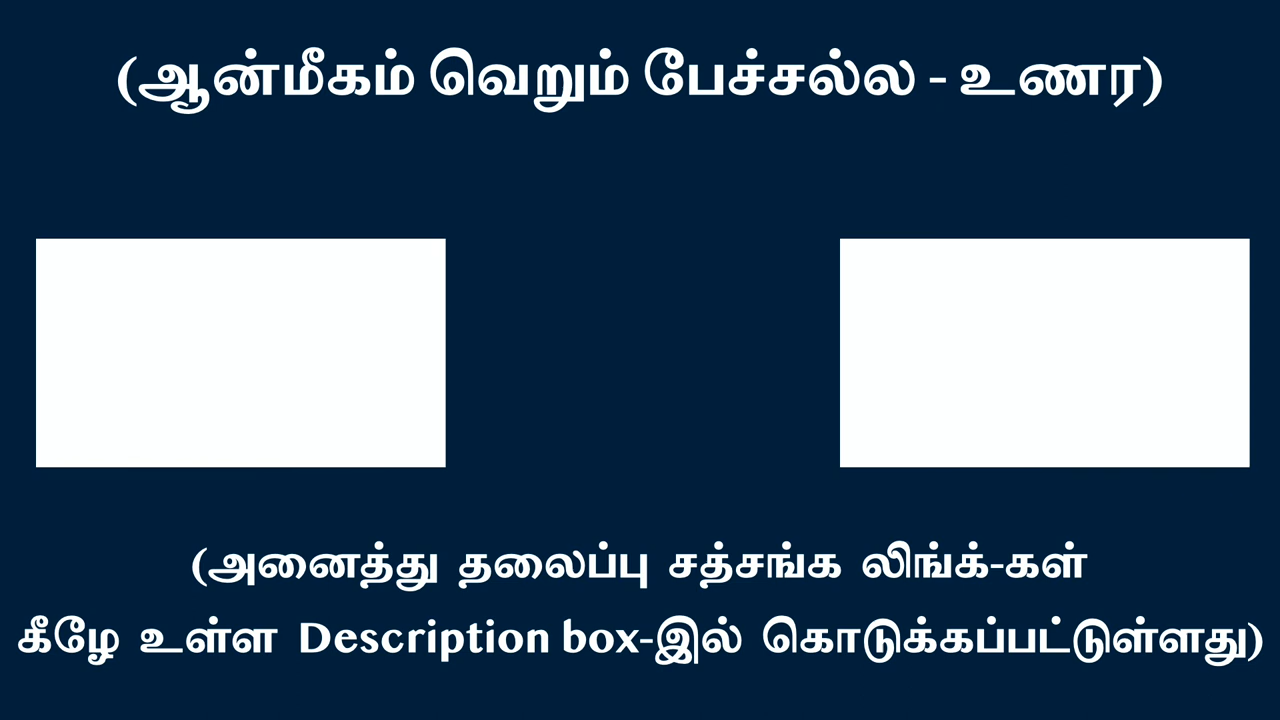 (ஆன்மீகம் வெறும் பேச்சல்ல - உணர)
(அனைத்து தலைப்பு சத்சங்க லிங்க்-கள்
கீழே உள்ள Description box-இல் கொடுக்கப்பட்டுள்ளது)